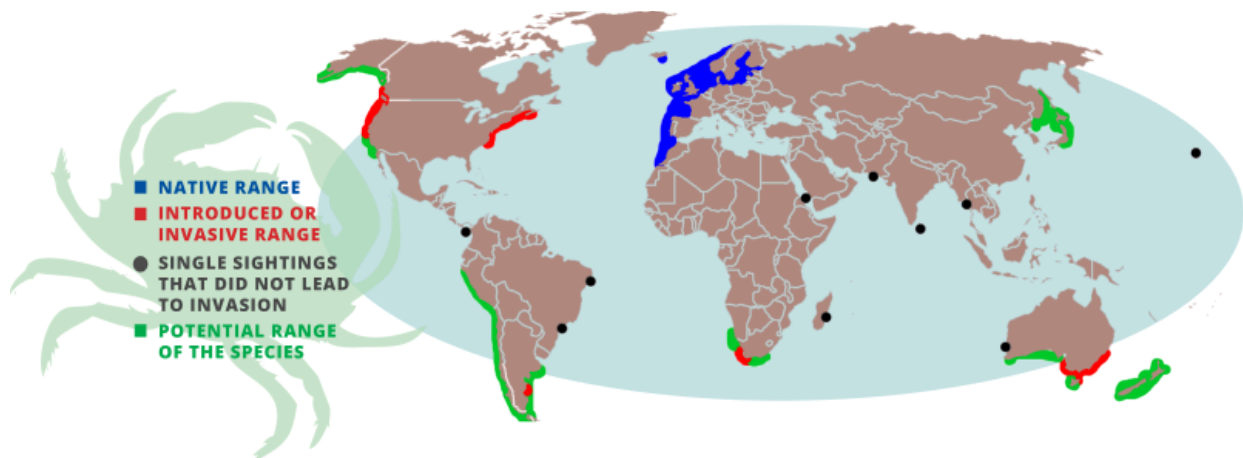 NATIVE RANGE
INTRODUCED OR
INVASIVE RANGE
SINGLE SIGHTINGS
THAT DID NOT LEAD
TO INVASION
POTENTIAL RANGE
OF THE SPECIES